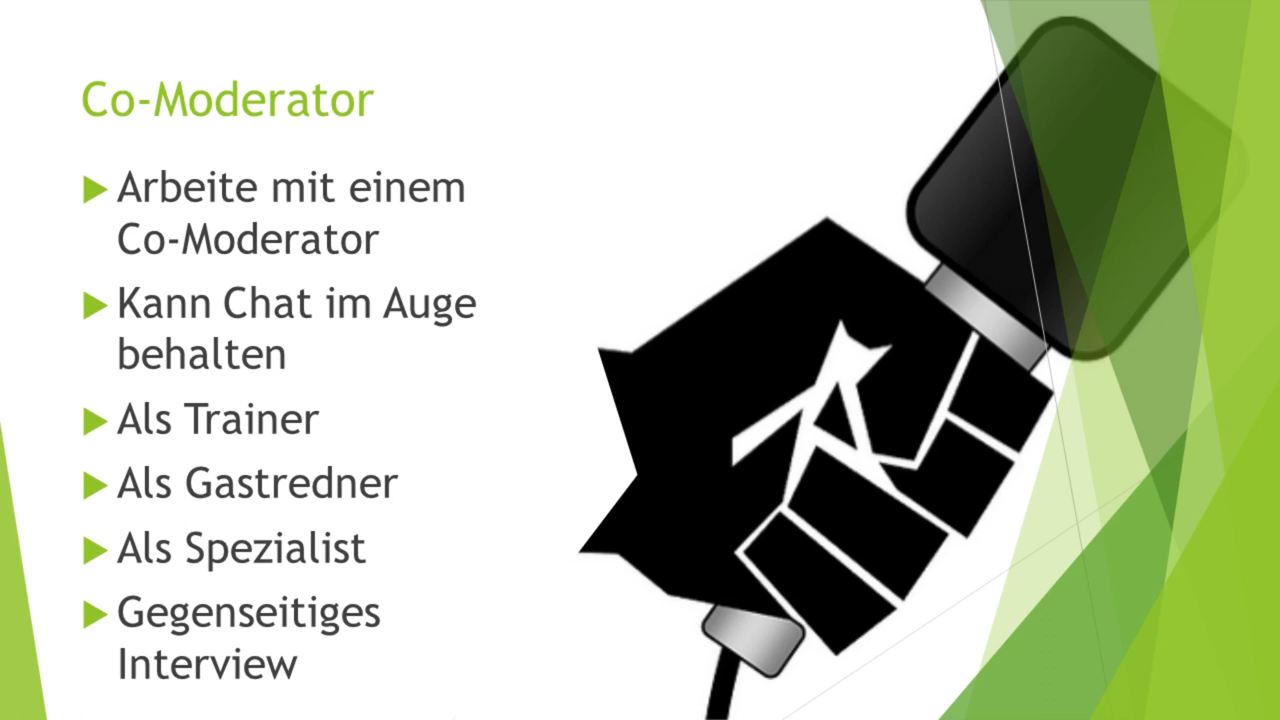 Co-Moderator
Arbeite mit einem
Co-Moderator
Kann Chat im Auge
behalten
Als Trainer
Als Gastredner
Als Spezialist
Gegenseitiges
Interview